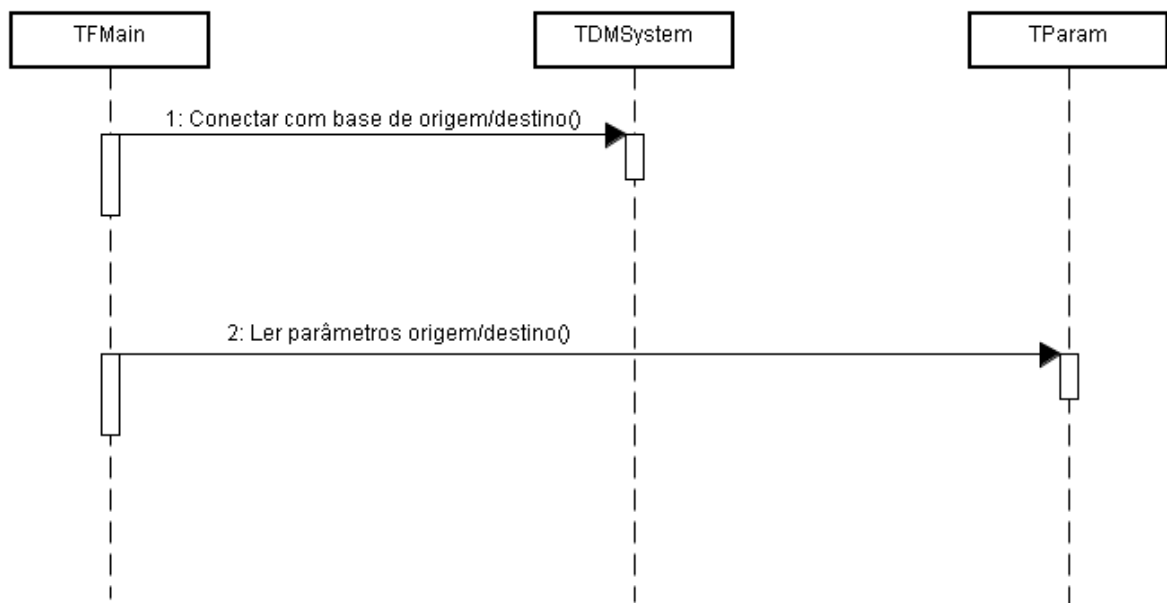 TFMain
TDMSystem
TParam
1: Conectar com base de origem/destino()
2: Ler parâmetros origem/destino()